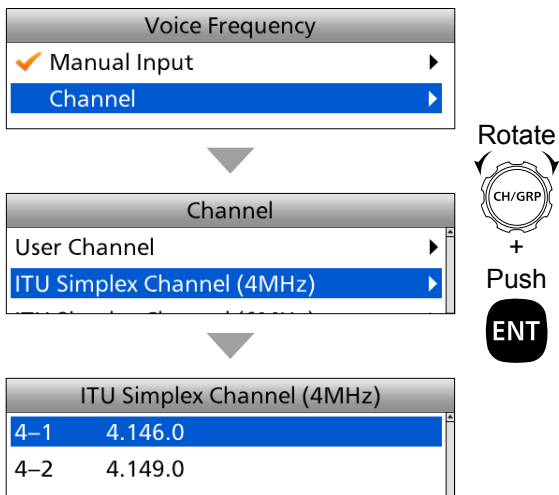 Voice Frequency
Manual Input
Channel
Rotate
CH/GRP
+
Push
ENT
Channel
User Channel
ITU Simplex Channel (4MHz)
ITU Simplex Channel (4MHz)
4–1 4.146.0
4–2 4.149.0